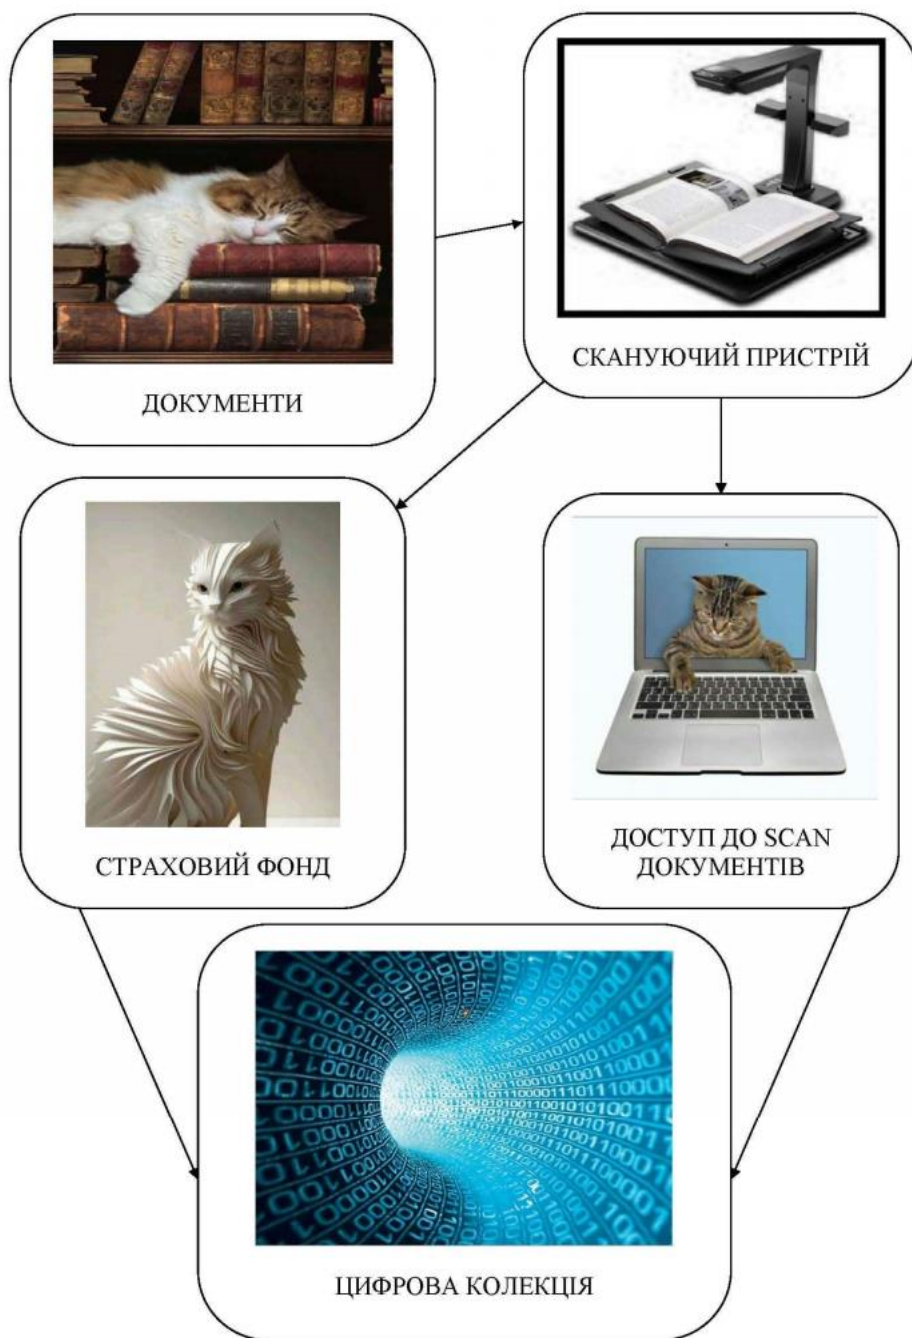 ДОКУМЕНТИ
СКАНУЮЧИЙ ПРИСТРІЙ
СТРАХОВИЙ ФОНД
ДОСТУП ДО SCAN
ДОКУМЕНТІВ
ЦИФРОВА КОЛЕКЦІЯ